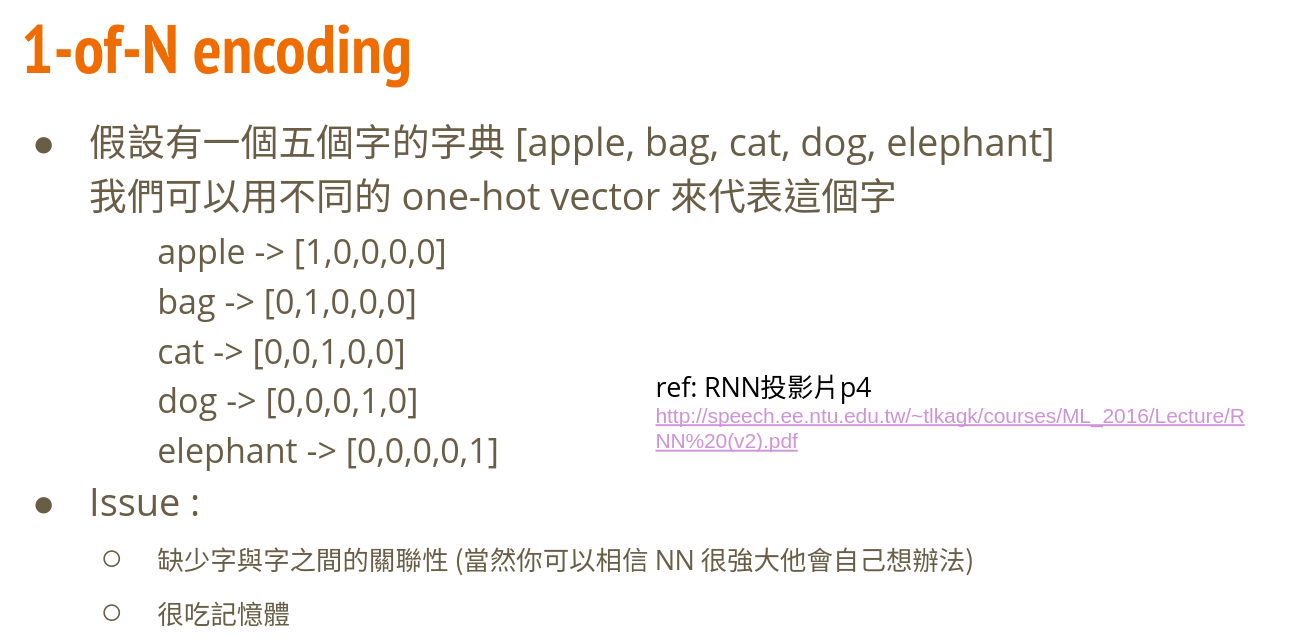 1-of-N encoding
● 假設有一個五個字的字典 [apple, bag, cat, dog, elephant]
我們可以用不同的 one-hot vector 來代表這個字
apple -> [1,0,0,0,0]
bag -> [0,1,0,0,0]
cat -> [0,0,1,0,0]
dog -> [0,0,0,1,0]
elephant -> [0,0,0,0,1]
ref: RNN投影片p4
http://speech.ee.ntu.edu.tw/~tlkagk/courses/ML_2016/Lecture/R
NN%20(v2).pdf
● Issue :
○ 缺少字與字之間的關聯性 (當然你可以相信 NN 很強大他會自己想辦法)
○ 很吃記憶體